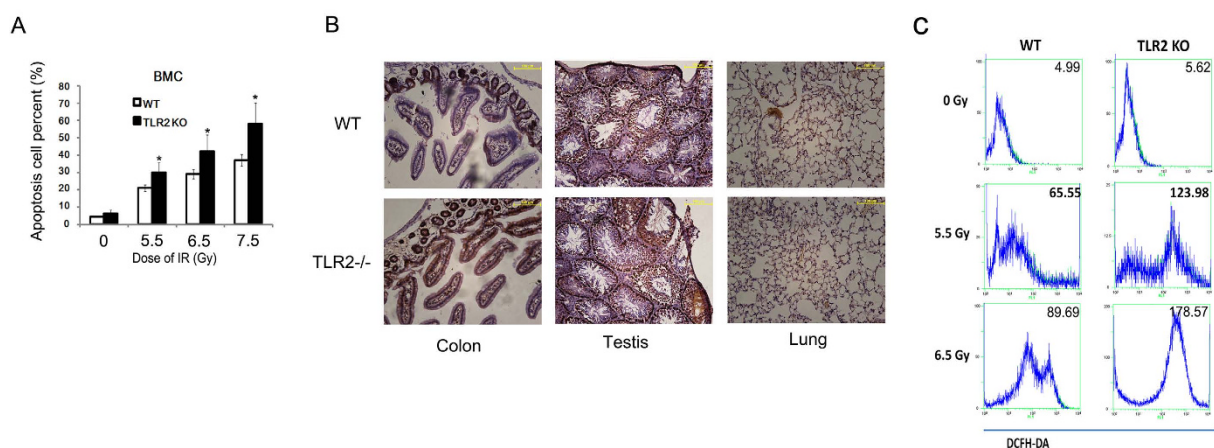 A
BMC
WT
TLR2 KO
Apoptosis cell percent (%)
80
70
60
50
40
30
20
10
0
*
*
*
0 5.5 6.5 7.5
Dose of IR (Gy)
B
WT
TLR2-/-
Colon Testis Lung
C
WT TLR2 KO
0 Gy
4.99 5.62
5.5 Gy
65.55 123.98
6.5 Gy
89.69 178.57
DCFH-DA